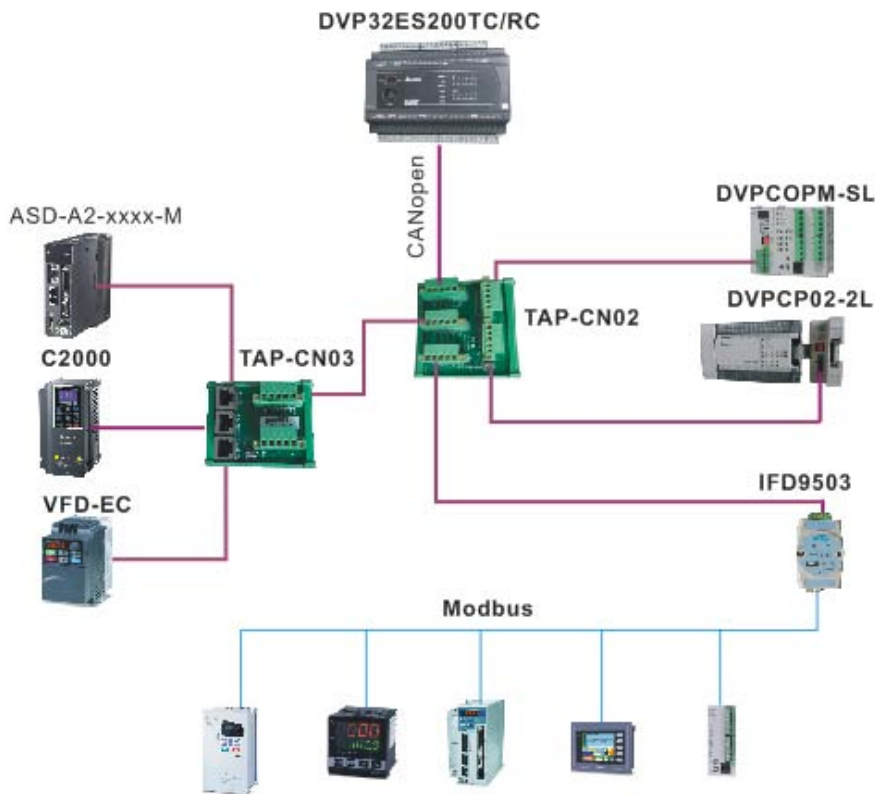 DVP32ES200TC/RC
CANopen
ASD-A2-xxxx-M
DVPCOPM-SL
TAP-CN02
DVPCP02-2L
C2000
TAP-CN03
VFD-EC
IFD9503
Modbus